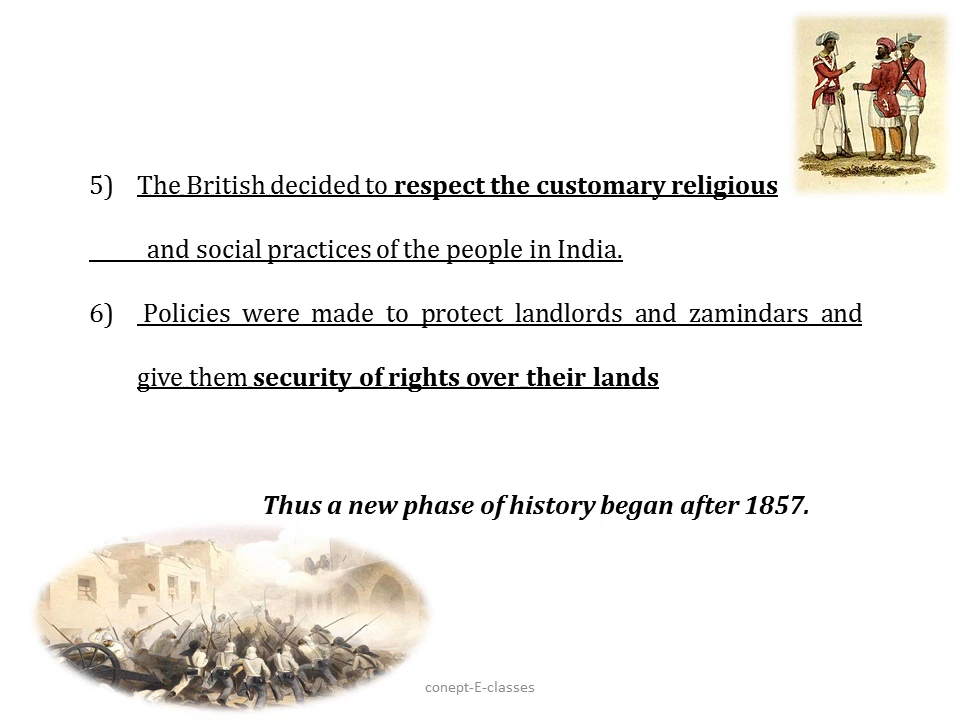 5) The British decided to respect the customary religious
and social practices of the people in India.
6) Policies were made to protect landlords and zamindars and
give them security of rights over their lands
Thus a new phase of history began after 1857.
conept-E-classes